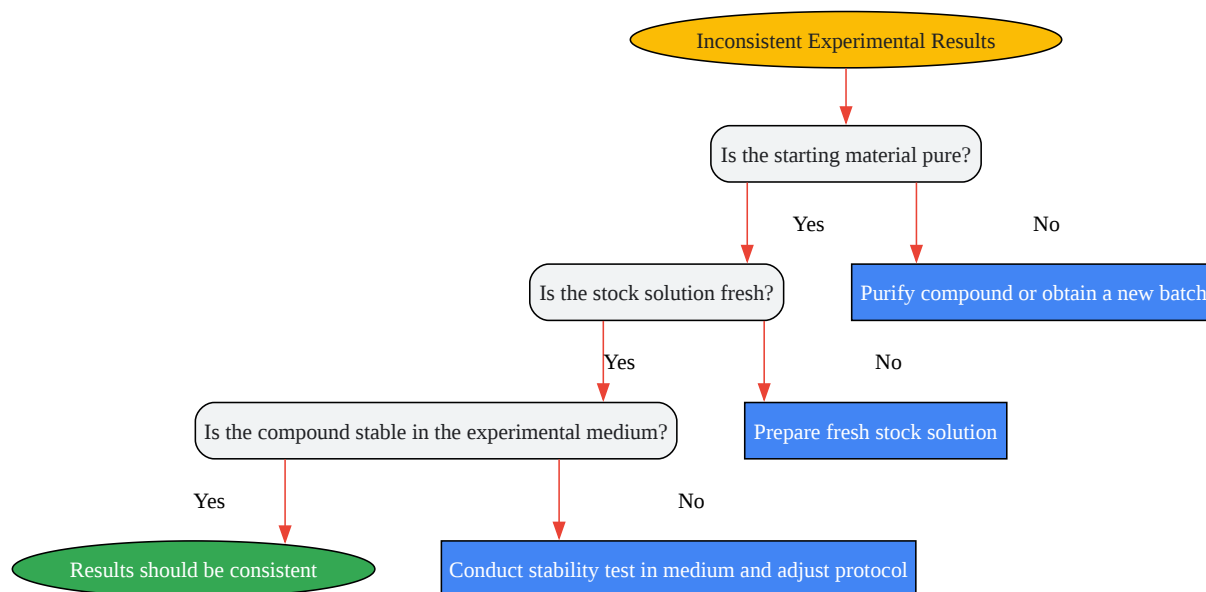 Inconsistent Experimental Results
Is the starting material pure?
Yes
No
Is the stock solution fresh?
Purify compound or obtain a new batch
Yes
No
Is the compound stable in the experimental medium?
Prepare fresh stock solution
Yes
No
Results should be consistent
Conduct stability test in medium and adjust protocol